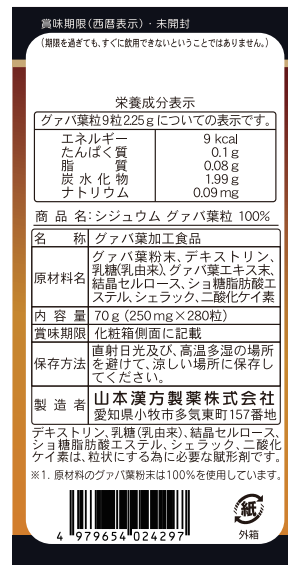 賞味期限(西暦表示)・未開封
(期限を過ぎても、すぐに飲用できないということではありません。)
栄養成分表示
グァバ葉粒9粒2.25gについての表示です。
エネルギー 9kcal
たんぱく質 0.1g
脂質 0.08g
炭水化物 1.99g
ナトリウム 0.09mg
商品名:シジュウム グァバ葉粒 100%
名称 グァバ葉加工食品
原材料名 グァバ葉粉末、デキストリン、
乳糖(乳由来)、グァバ葉エキス末、
結晶セルロース、ショ糖脂肪酸エ
ステル、シェラック、二酸化ケイ素
内容量 70g(250mg×280粒)
賞味期限 化粧箱側面に記載
保存方法 直射日光及び、高温多湿の場所
を避けて、涼しい場所に保存し
てください。
製造者 山本漢方製薬株式会社
愛知県小牧市多気東町157番地
デキストリン、乳糖(乳由来)、結晶セルロース、
ショ糖脂肪酸エステル、シェラック、二酸化ケ
イ素は、粒状にする為に必要な賦形剤です。
※1. 原材料のグァバ葉粉末は100%を使用しています。
4 979654 024297
紙
外箱